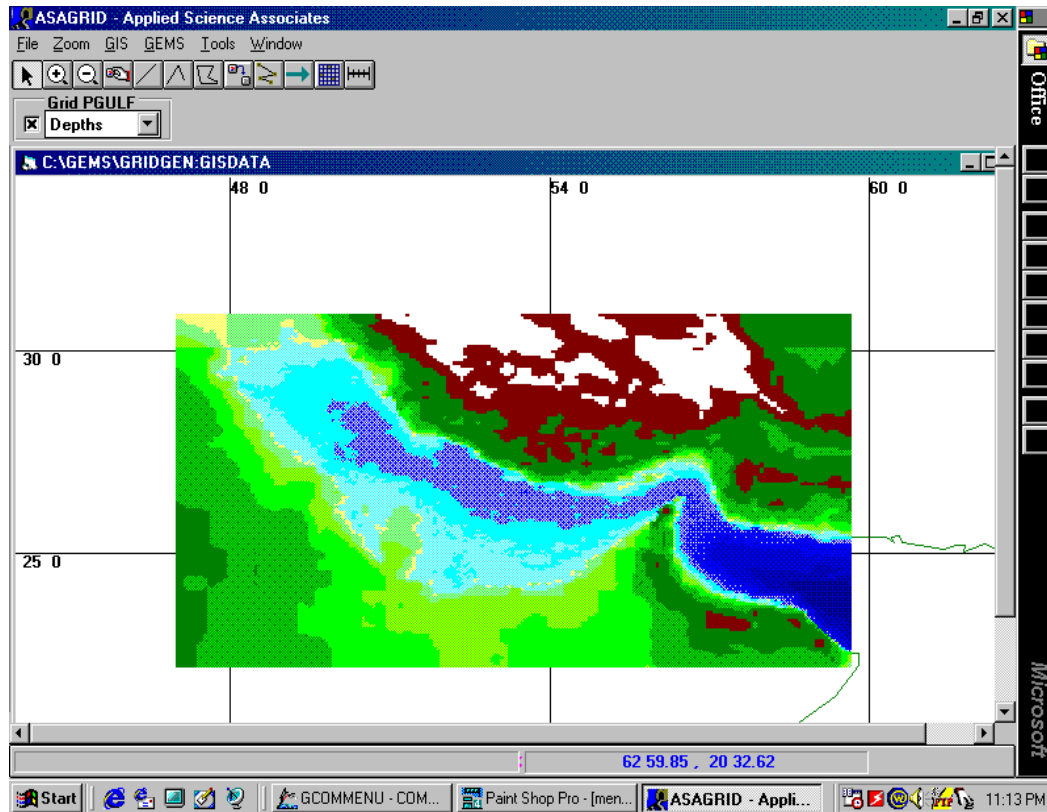 ASAGRID - Applied Science Associates
File Zoom GIS GEMS Tools Window
Grid PGULF
Depths
Office
C:\GEMS\GRIDGEN:GISDATA
48 0
54 0
60 0
30 0
25 0
Microsoft
62 59.85 , 20 32.62
Start
GCOMMENU - COM...
Paint Shop Pro - [men...
ASAGRID - Appli...
11:13 PM